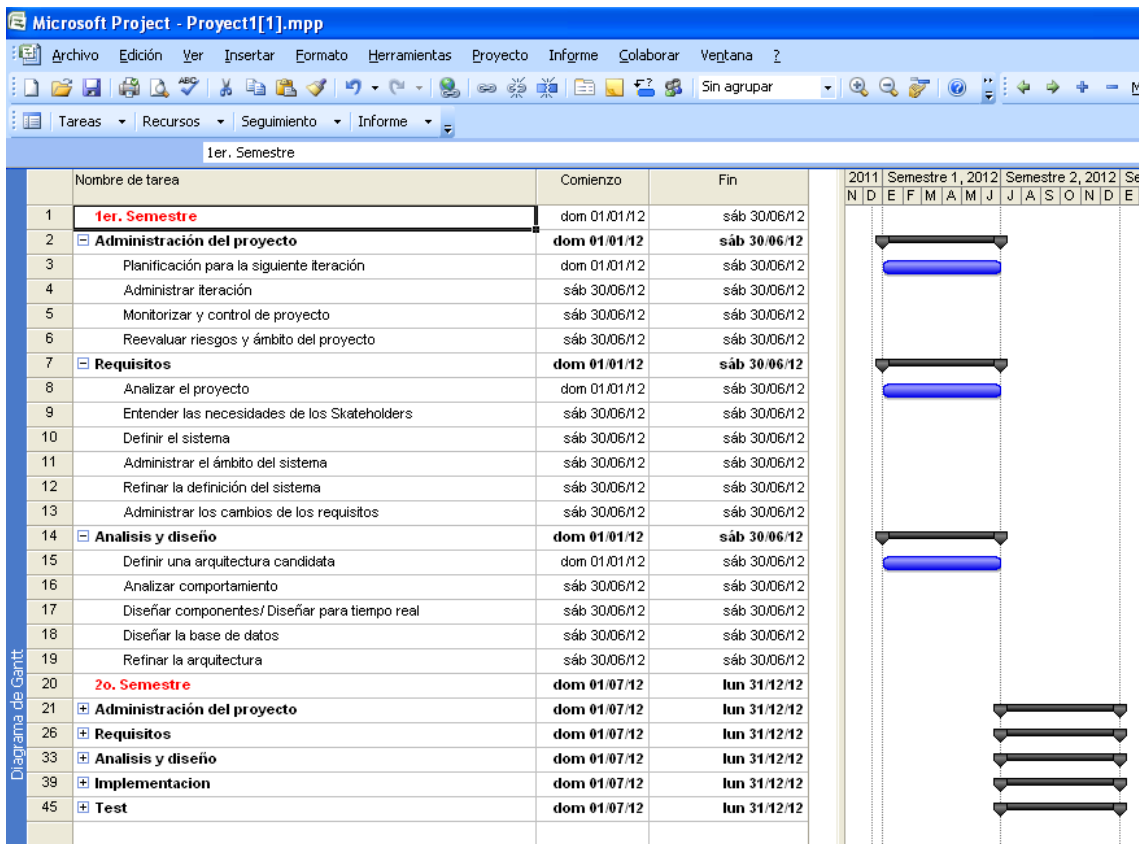 Microsoft Project - Proyect1[1].mpp
Archivo Edición Ver Insertar Formato Herramientas Proyecto Informe Colaborar Ventana ?
ABC Sin agrupar M
Tareas Recursos Seguimiento Informe
1er. Semestre
Nombre de tarea Comienzo Fin 2011 Semestre 1, 2012 Semestre 2, 2012 Se
N D E F M A M J J A S O N D E
1 1er. Semestre dom 01/01/12 sáb 30/06/12
2 Administración del proyecto dom 01/01/12 sáb 30/06/12
3 Planificación para la siguiente iteración dom 01/01/12 sáb 30/06/12
4 Administrar iteración sáb 30/06/12 sáb 30/06/12
5 Monitorizar y control de proyecto sáb 30/06/12 sáb 30/06/12
6 Reevaluar riesgos y ámbito del proyecto sáb 30/06/12 sáb 30/06/12
7 Requisitos dom 01/01/12 sáb 30/06/12
8 Analizar el proyecto dom 01/01/12 sáb 30/06/12
9 Entender las necesidades de los Skateholders sáb 30/06/12 sáb 30/06/12
10 Definir el sistema sáb 30/06/12 sáb 30/06/12
11 Administrar el ámbito del sistema sáb 30/06/12 sáb 30/06/12
12 Refinar la definición del sistema sáb 30/06/12 sáb 30/06/12
13 Administrar los cambios de los requisitos sáb 30/06/12 sáb 30/06/12
14 Analisis y diseño dom 01/01/12 sáb 30/06/12
15 Definir una arquitectura candidata dom 01/01/12 sáb 30/06/12
16 Analizar comportamiento sáb 30/06/12 sáb 30/06/12
17 Diseñar componentes/ Diseñar para tiempo real sáb 30/06/12 sáb 30/06/12
18 Diseñar la base de datos sáb 30/06/12 sáb 30/06/12
19 Refinar la arquitectura sáb 30/06/12 sáb 30/06/12
20 2o. Semestre dom 01/07/12 lun 31/12/12
21 Administración del proyecto dom 01/07/12 lun 31/12/12
26 Requisitos dom 01/07/12 lun 31/12/12
33 Analisis y diseño dom 01/07/12 lun 31/12/12
39 Implementacion dom 01/07/12 lun 31/12/12
45 Test dom 01/07/12 lun 31/12/12
Diagrama de Gantt